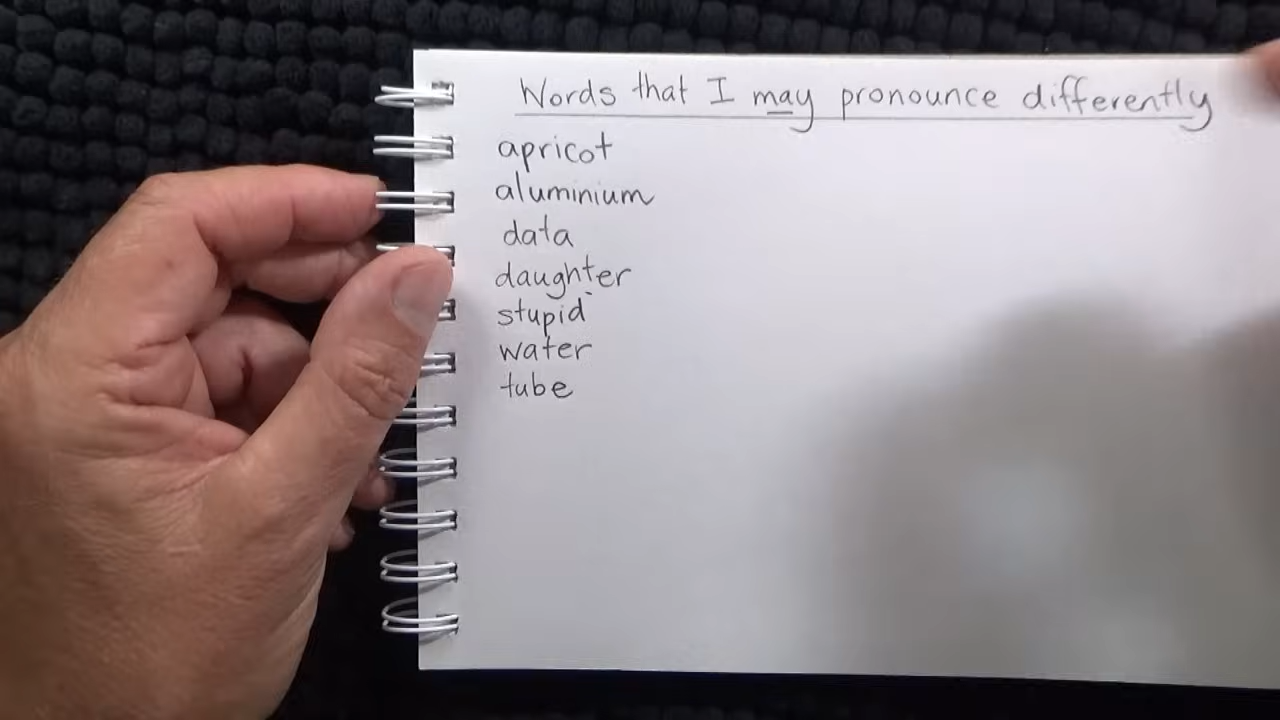 Words that I may pronounce differently
apricot
aluminium
data
daughter
stupid
water
tube